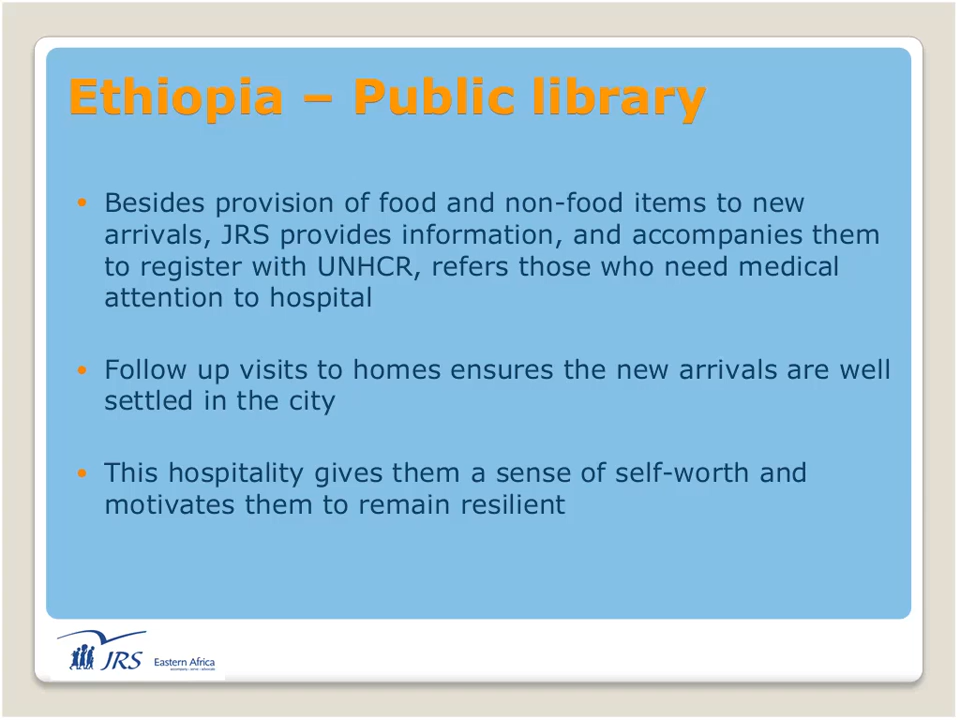 Ethiopia – Public library
• Besides provision of food and non-food items to new
arrivals, JRS provides information, and accompanies them
to register with UNHCR, refers those who need medical
attention to hospital
• Follow up visits to homes ensures the new arrivals are well
settled in the city
• This hospitality gives them a sense of self-worth and
motivates them to remain resilient
JRS Eastern Africa
accompany · serve · advocate